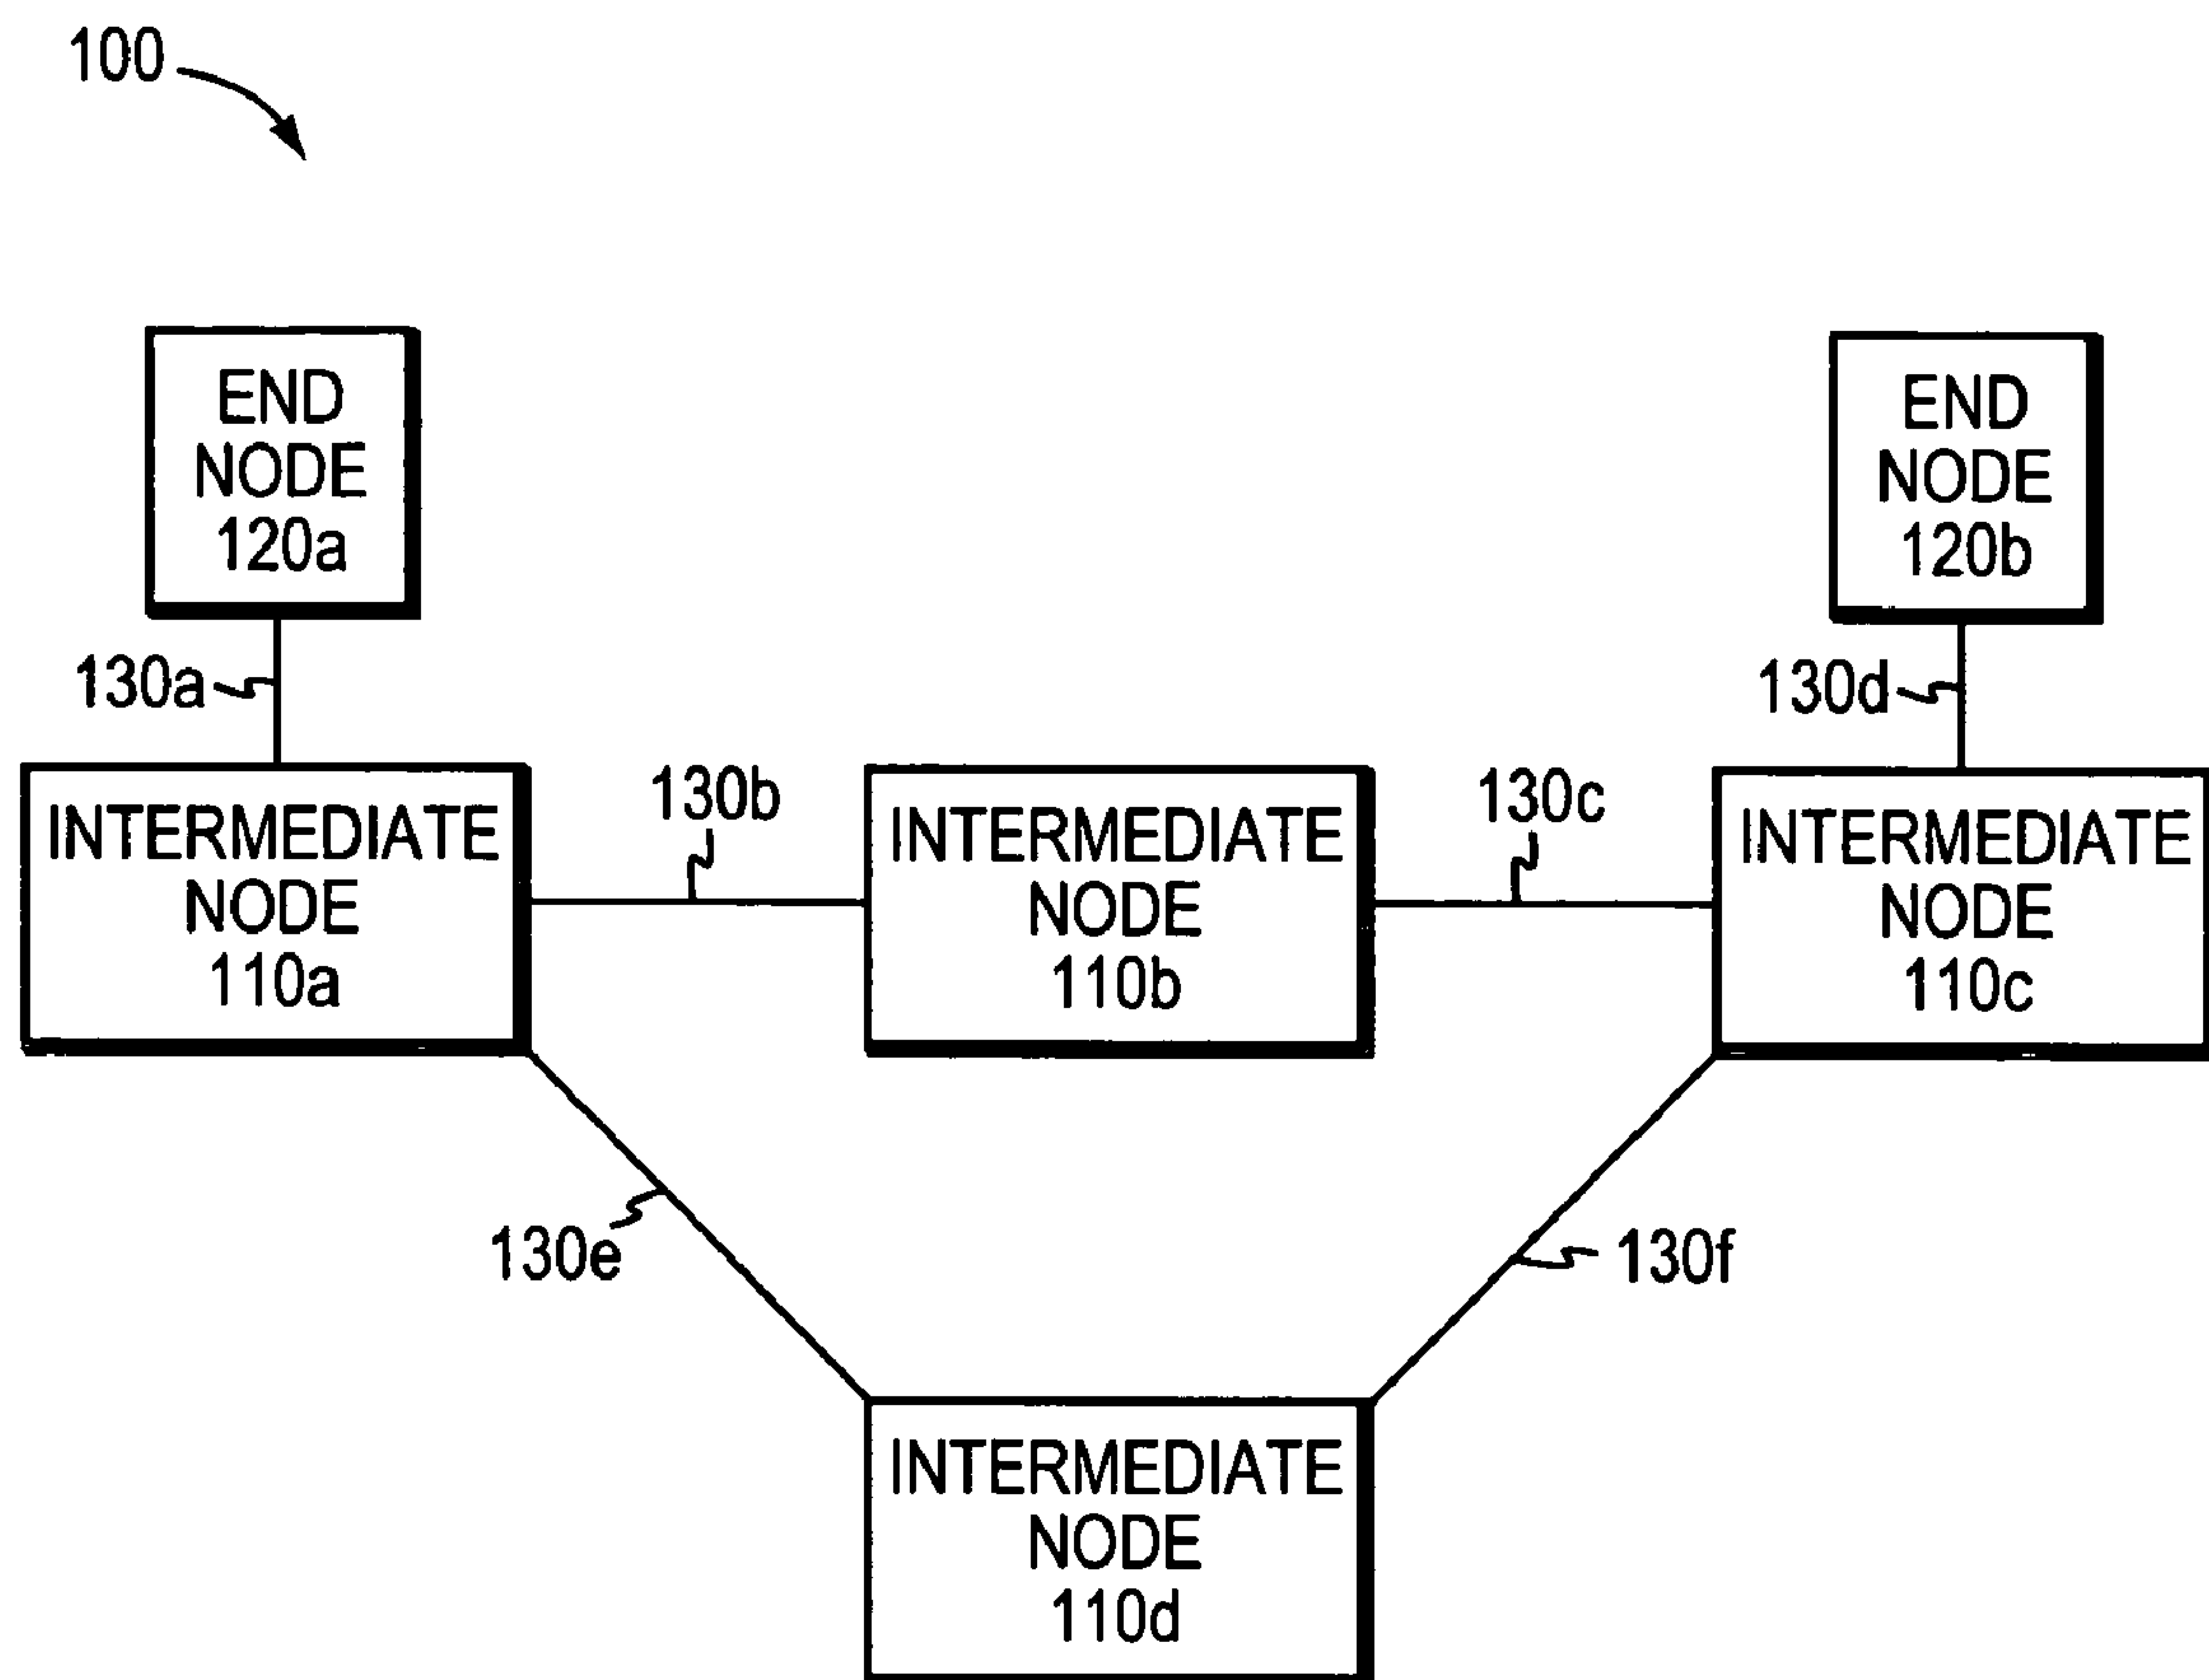 100
END
NODE
120a
END
NODE
120b
130a
130d
INTERMEDIATE
NODE
110a
130b
INTERMEDIATE
NODE
110b
130c
INTERMEDIATE
NODE
110c
130e
130f
INTERMEDIATE
NODE
110d